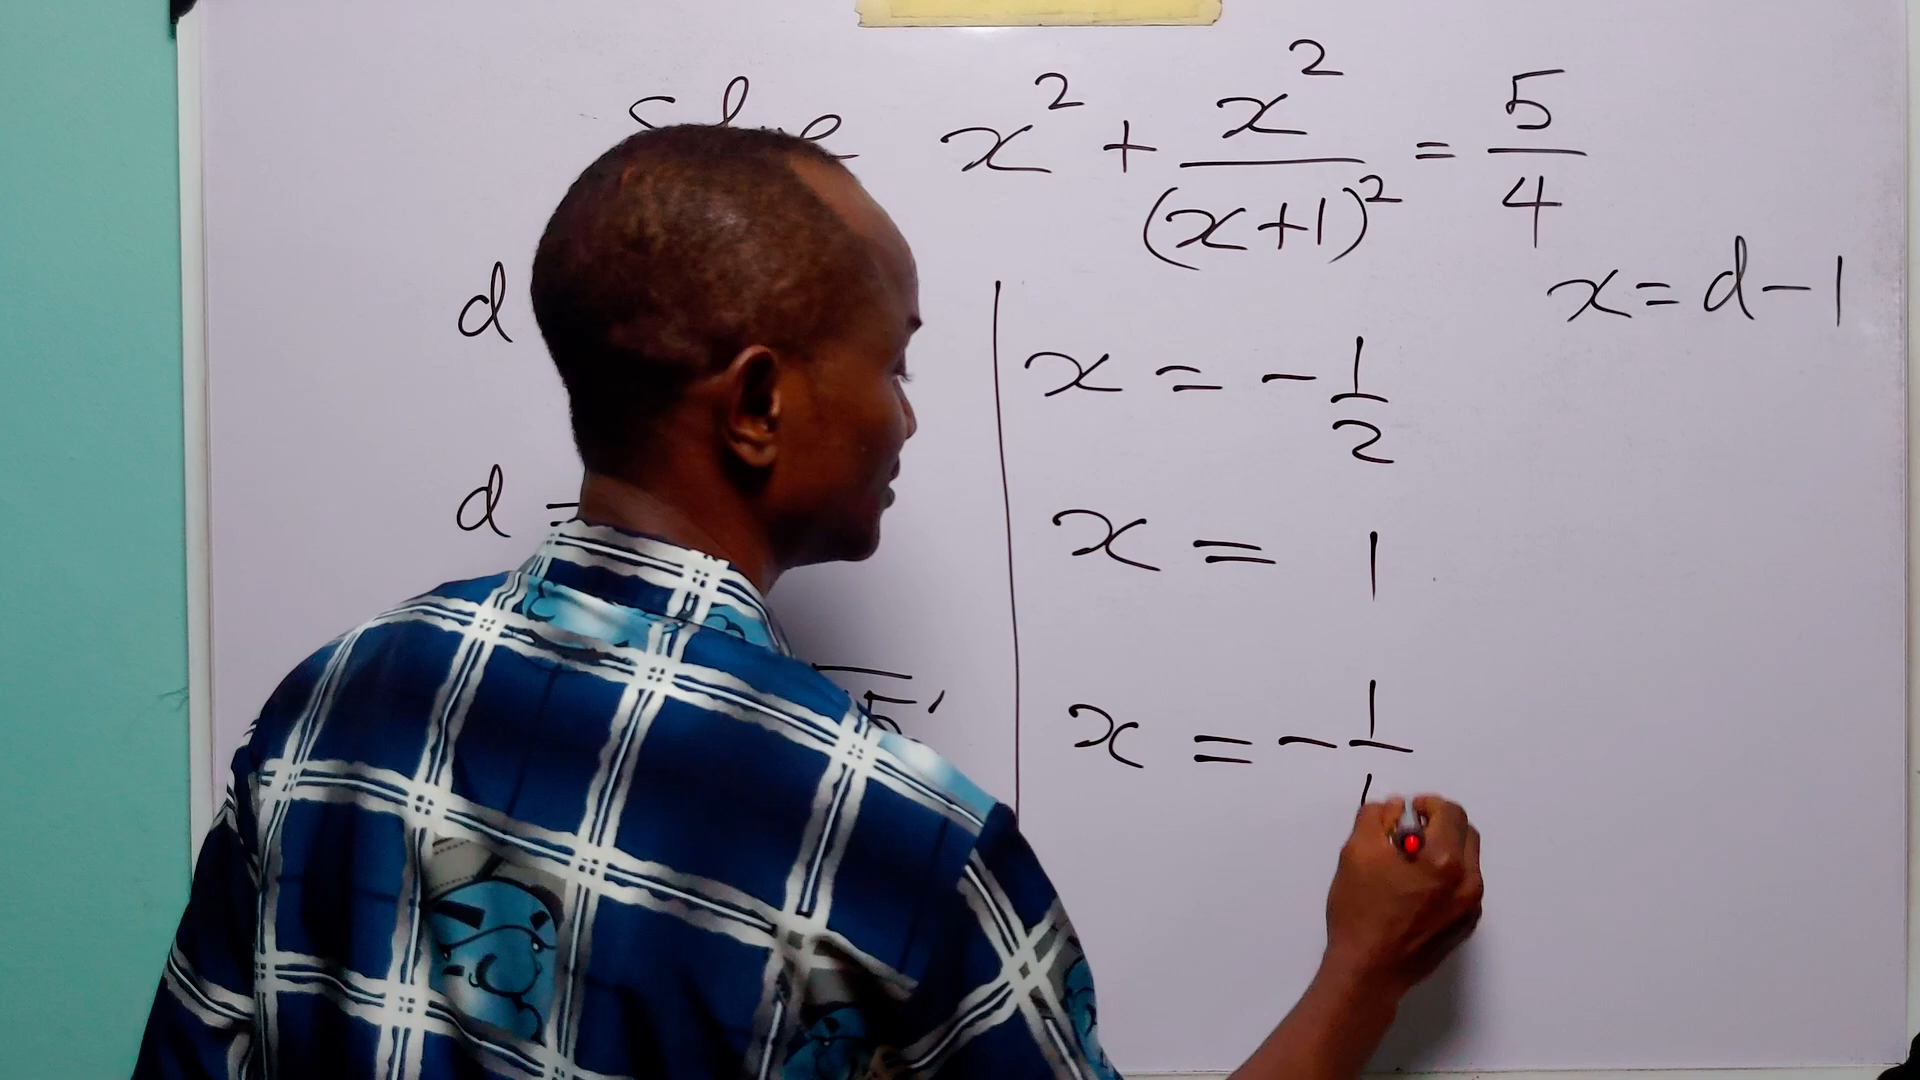 Solve x² + x²/(x+1)² = 5/4
x = d - 1
d
x = - 1/2
d =
x = 1
x = - 1/